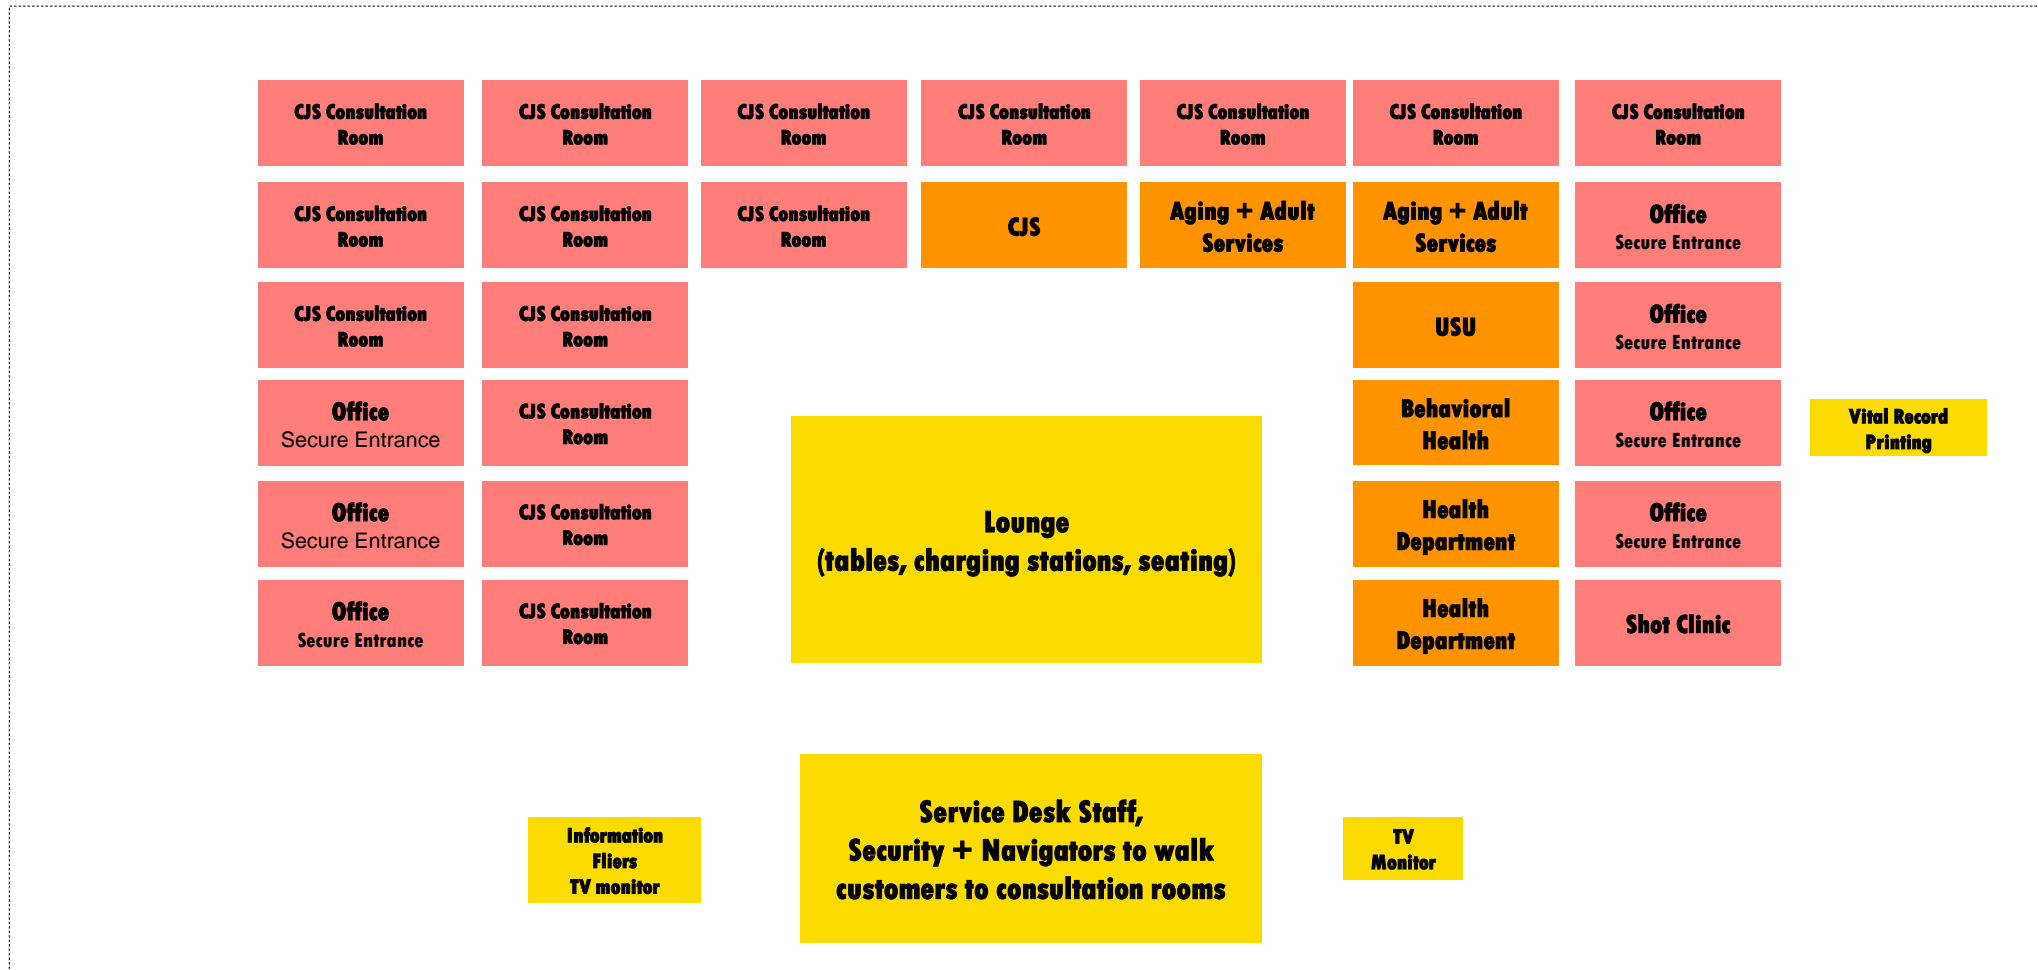 CJS Consultation
Room
CJS Consultation
Room
CJS Consultation
Room
CJS Consultation
Room
CJS Consultation
Room
CJS Consultation
Room
CJS Consultation
Room
CJS Consultation
Room
CJS Consultation
Room
CJS Consultation
Room
CJS
Aging + Adult
Services
Aging + Adult
Services
Office
Secure Entrance
CJS Consultation
Room
CJS Consultation
Room
USU
Office
Secure Entrance
Office
Secure Entrance
CJS Consultation
Room
Behavioral
Health
Office
Secure Entrance
Vital Record
Printing
Office
Secure Entrance
CJS Consultation
Room
Lounge
(tables, charging stations, seating)
Health
Department
Office
Secure Entrance
Office
Secure Entrance
CJS Consultation
Room
Health
Department
Shot Clinic
Information
Fliers
TV monitor
Service Desk Staff,
Security + Navigators to walk
customers to consultation rooms
TV
Monitor